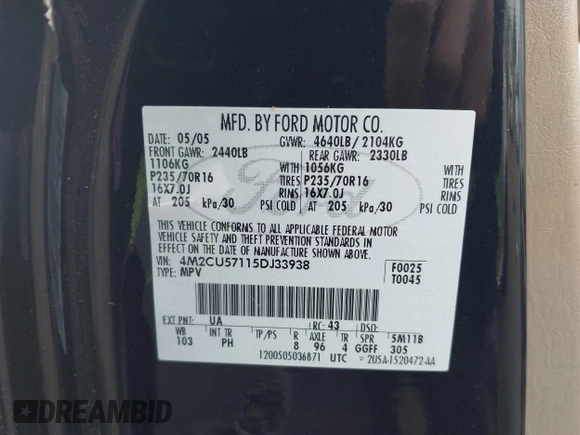 MFD. BY FORD MOTOR CO.
DATE: 05/05 GVWR: 4640LB/ 2104KG
FRONT GAWR: 2440LB REAR GAWR: 2330LB
1106KG WITH 1056KG WITH
P235/70R16 TIRES P235/70R16 TIRES
16X7.0J RIMS 16X7.0J RIMS
AT 205 kPa/30 PSI COLD AT 205 kPa/30 PSI COLD
Ford
THIS VEHICLE CONFORMS TO ALL APPLICABLE FEDERAL MOTOR
VEHICLE SAFETY AND THEFT PREVENTION STANDARDS IN
EFFECT ON THE DATE OF MANUFACTURE SHOWN ABOVE.
VIN: 4M2CU57115DJ33938 F0025
TYPE: MPV T0045
EXT PNT: UA RC: 43 DSO:
WB INT TR TP/PS R AXLE TR SPR 5M11B
103 PH 8 96 4 GGFF 305
1200505036871 UTC 2U5A-1520472-AA
DREAMBID